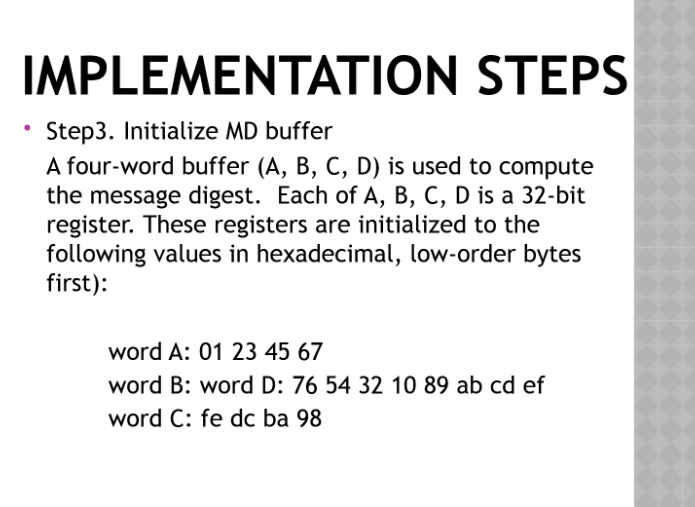 IMPLEMENTATION STEPS
• Step3. Initialize MD buffer
A four-word buffer (A, B, C, D) is used to compute
the message digest. Each of A, B, C, D is a 32-bit
register. These registers are initialized to the
following values in hexadecimal, low-order bytes
first):
word A: 01 23 45 67
word B: word D: 76 54 32 10 89 ab cd ef
word C: fe dc ba 98